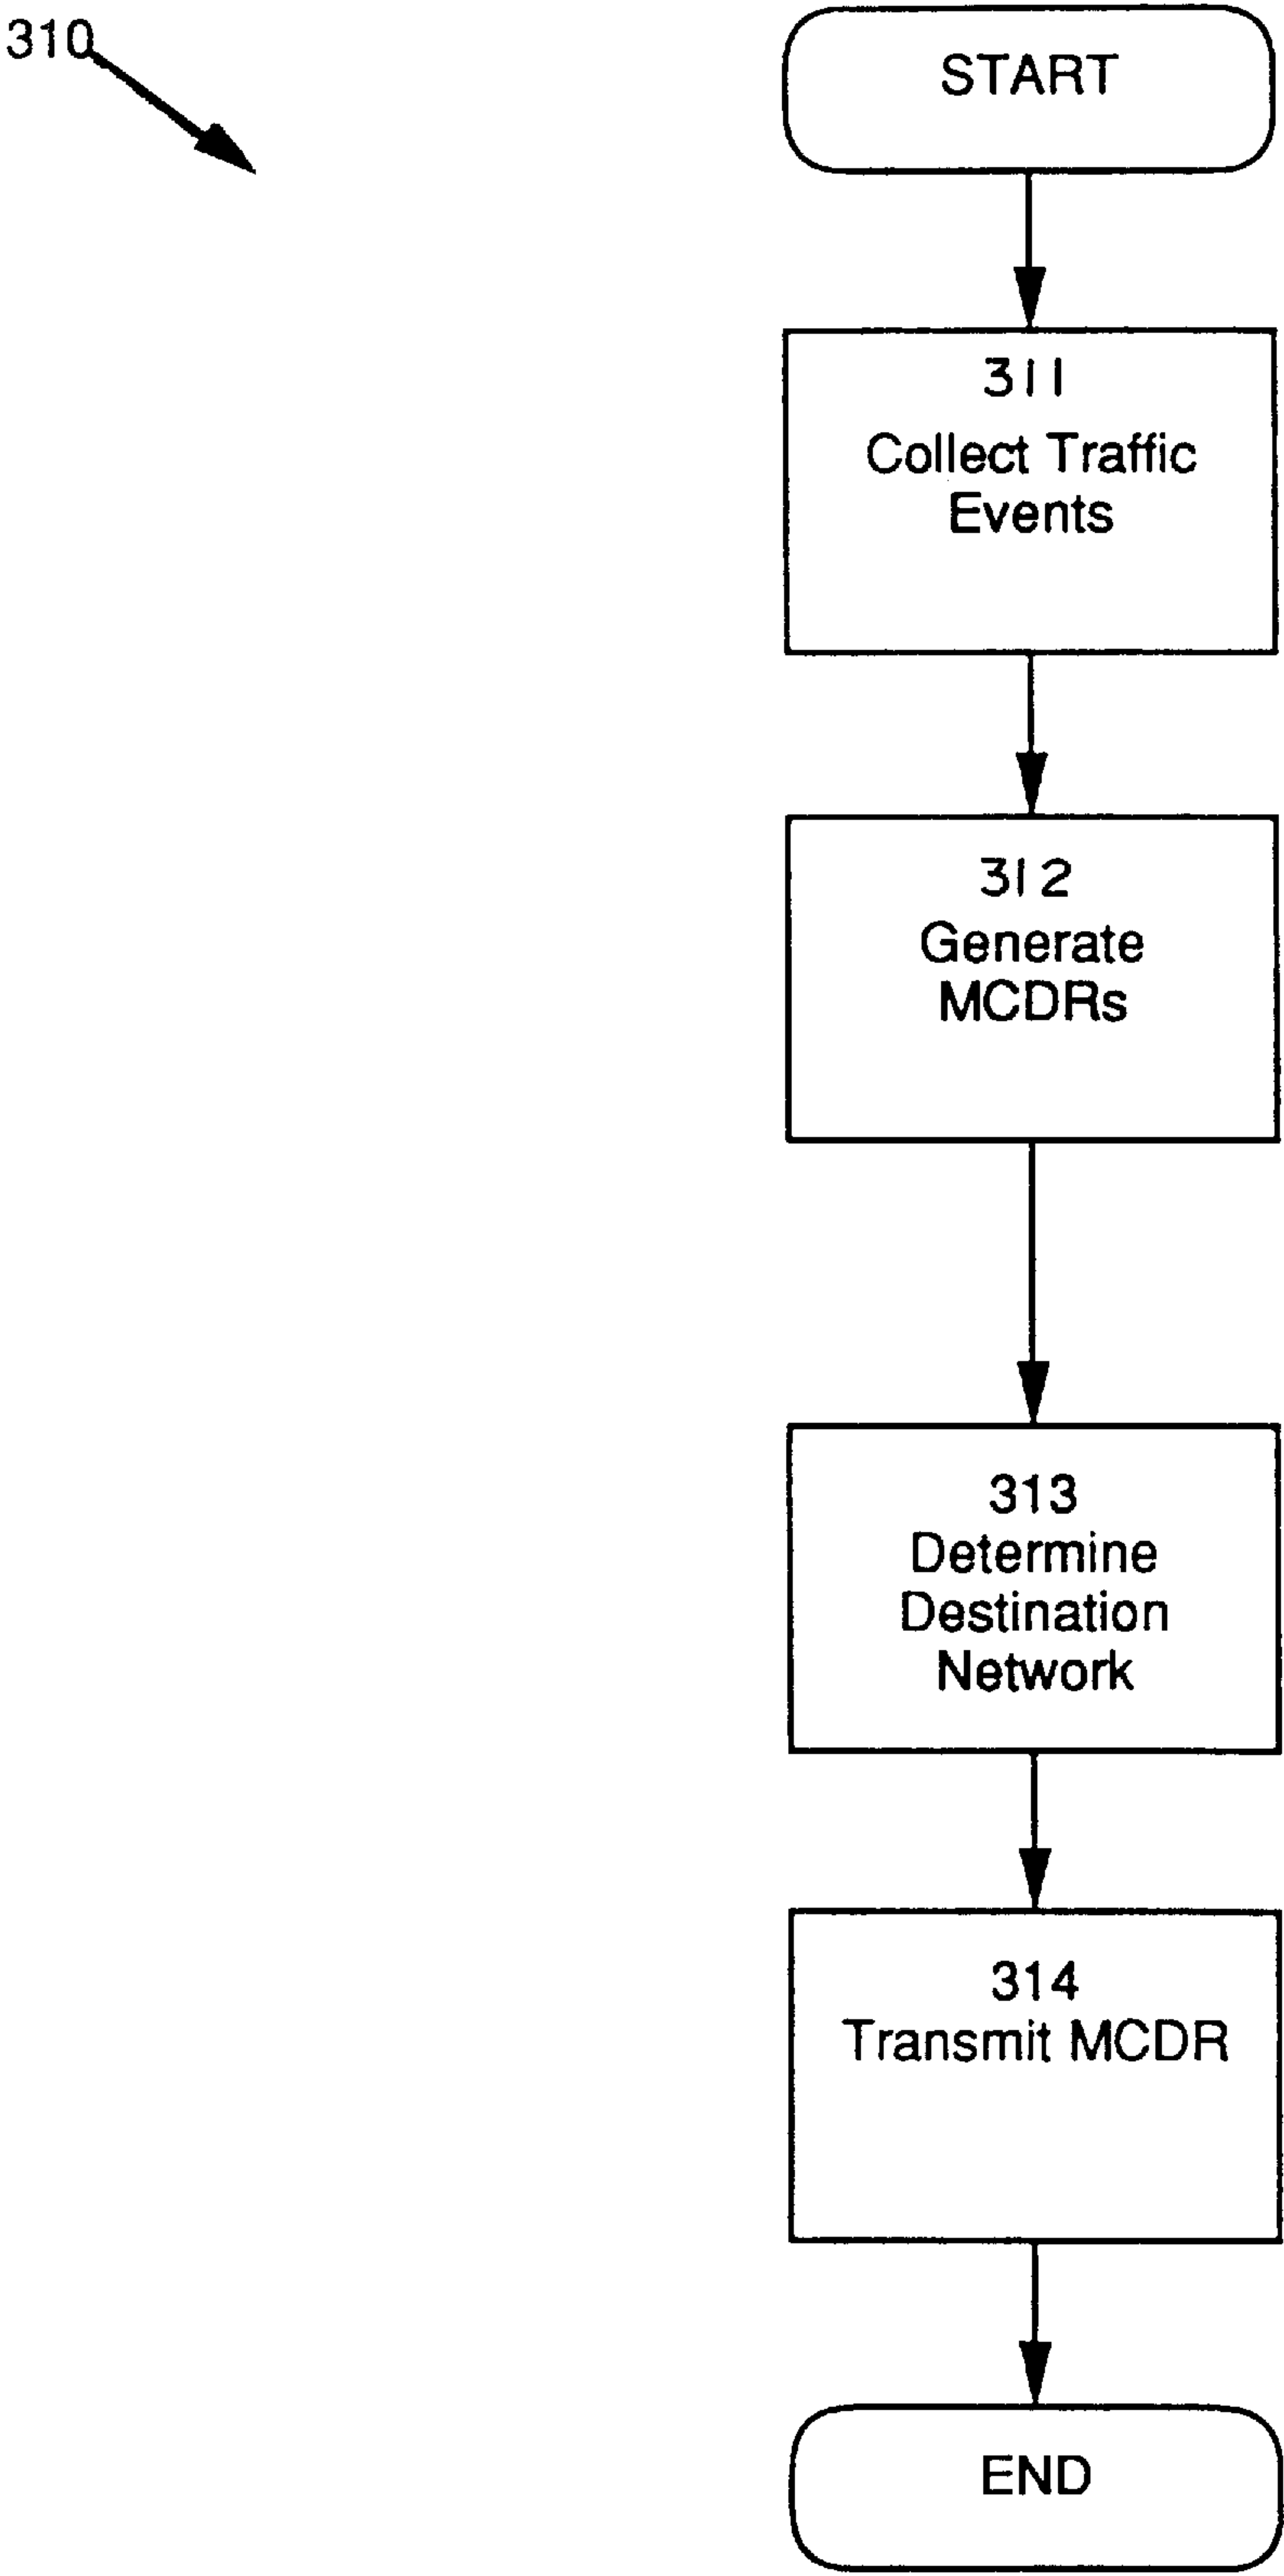 310
START
311
Collect Traffic
Events
312
Generate
MCDRs
313
Determine
Destination
Network
314
Transmit MCDR
END